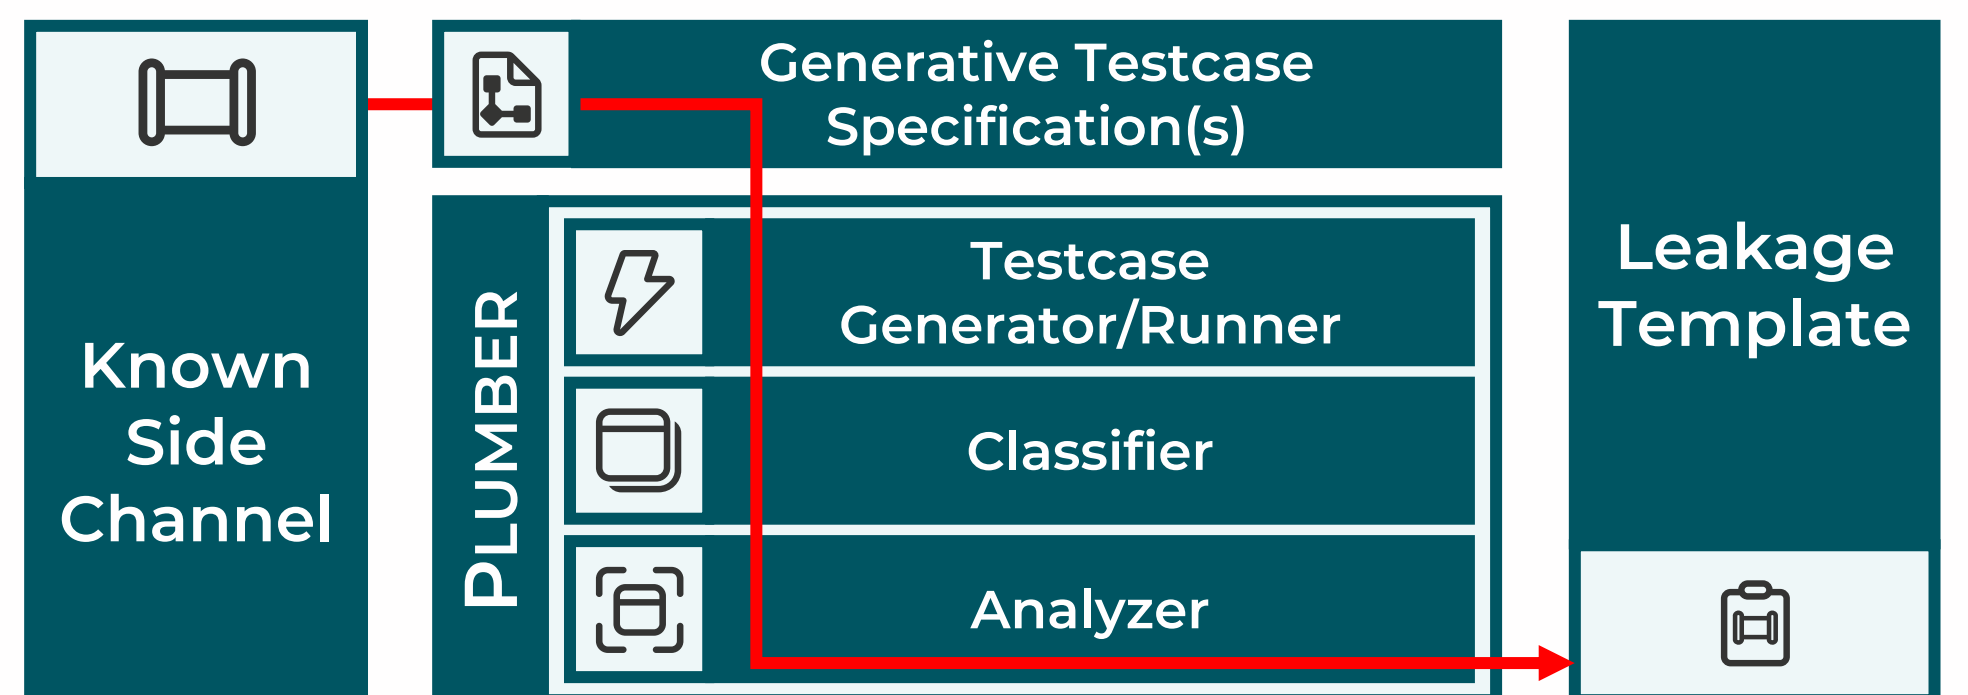 Known
Side
Channel
Generative Testcase
Specification(s)
PLUMBER
Testcase
Generator/Runner
Classifier
Analyzer
Leakage
Template